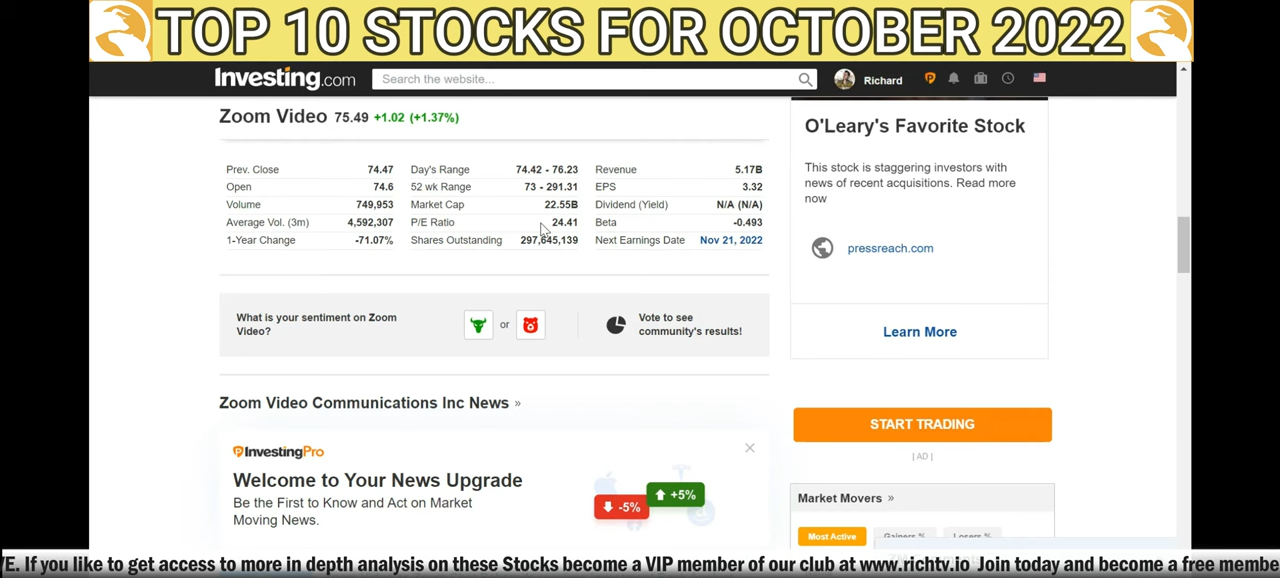 TOP 10 STOCKS FOR OCTOBER 2022
Investing.com
Search the website...
Richard
Zoom Video 75.49 +1.02 (+1.37%)
Prev. Close 74.47 Day's Range 74.42 - 76.23 Revenue 5.17B
Open 74.6 52 wk Range 73 - 291.31 EPS 3.32
Volume 749,953 Market Cap 22.55B Dividend (Yield) N/A (N/A)
Average Vol. (3m) 4,592,307 P/E Ratio 24.41 Beta -0.493
1-Year Change -71.07% Shares Outstanding 297,645,139 Next Earnings Date Nov 21, 2022
What is your sentiment on Zoom
Video?
or
Vote to see
community's results!
Zoom Video Communications Inc News »
InvestingPro
Welcome to Your News Upgrade
Be the First to Know and Act on Market
Moving News.
-5%
+5%
O'Leary's Favorite Stock
This stock is staggering investors with
news of recent acquisitions. Read more
now
pressreach.com
Learn More
START TRADING
[ AD ]
Market Movers »
Most Active Gainers % Losers %
VE. If you like to get access to more in depth analysis on these Stocks become a VIP member of our club at www.richtv.io Join today and become a free membe